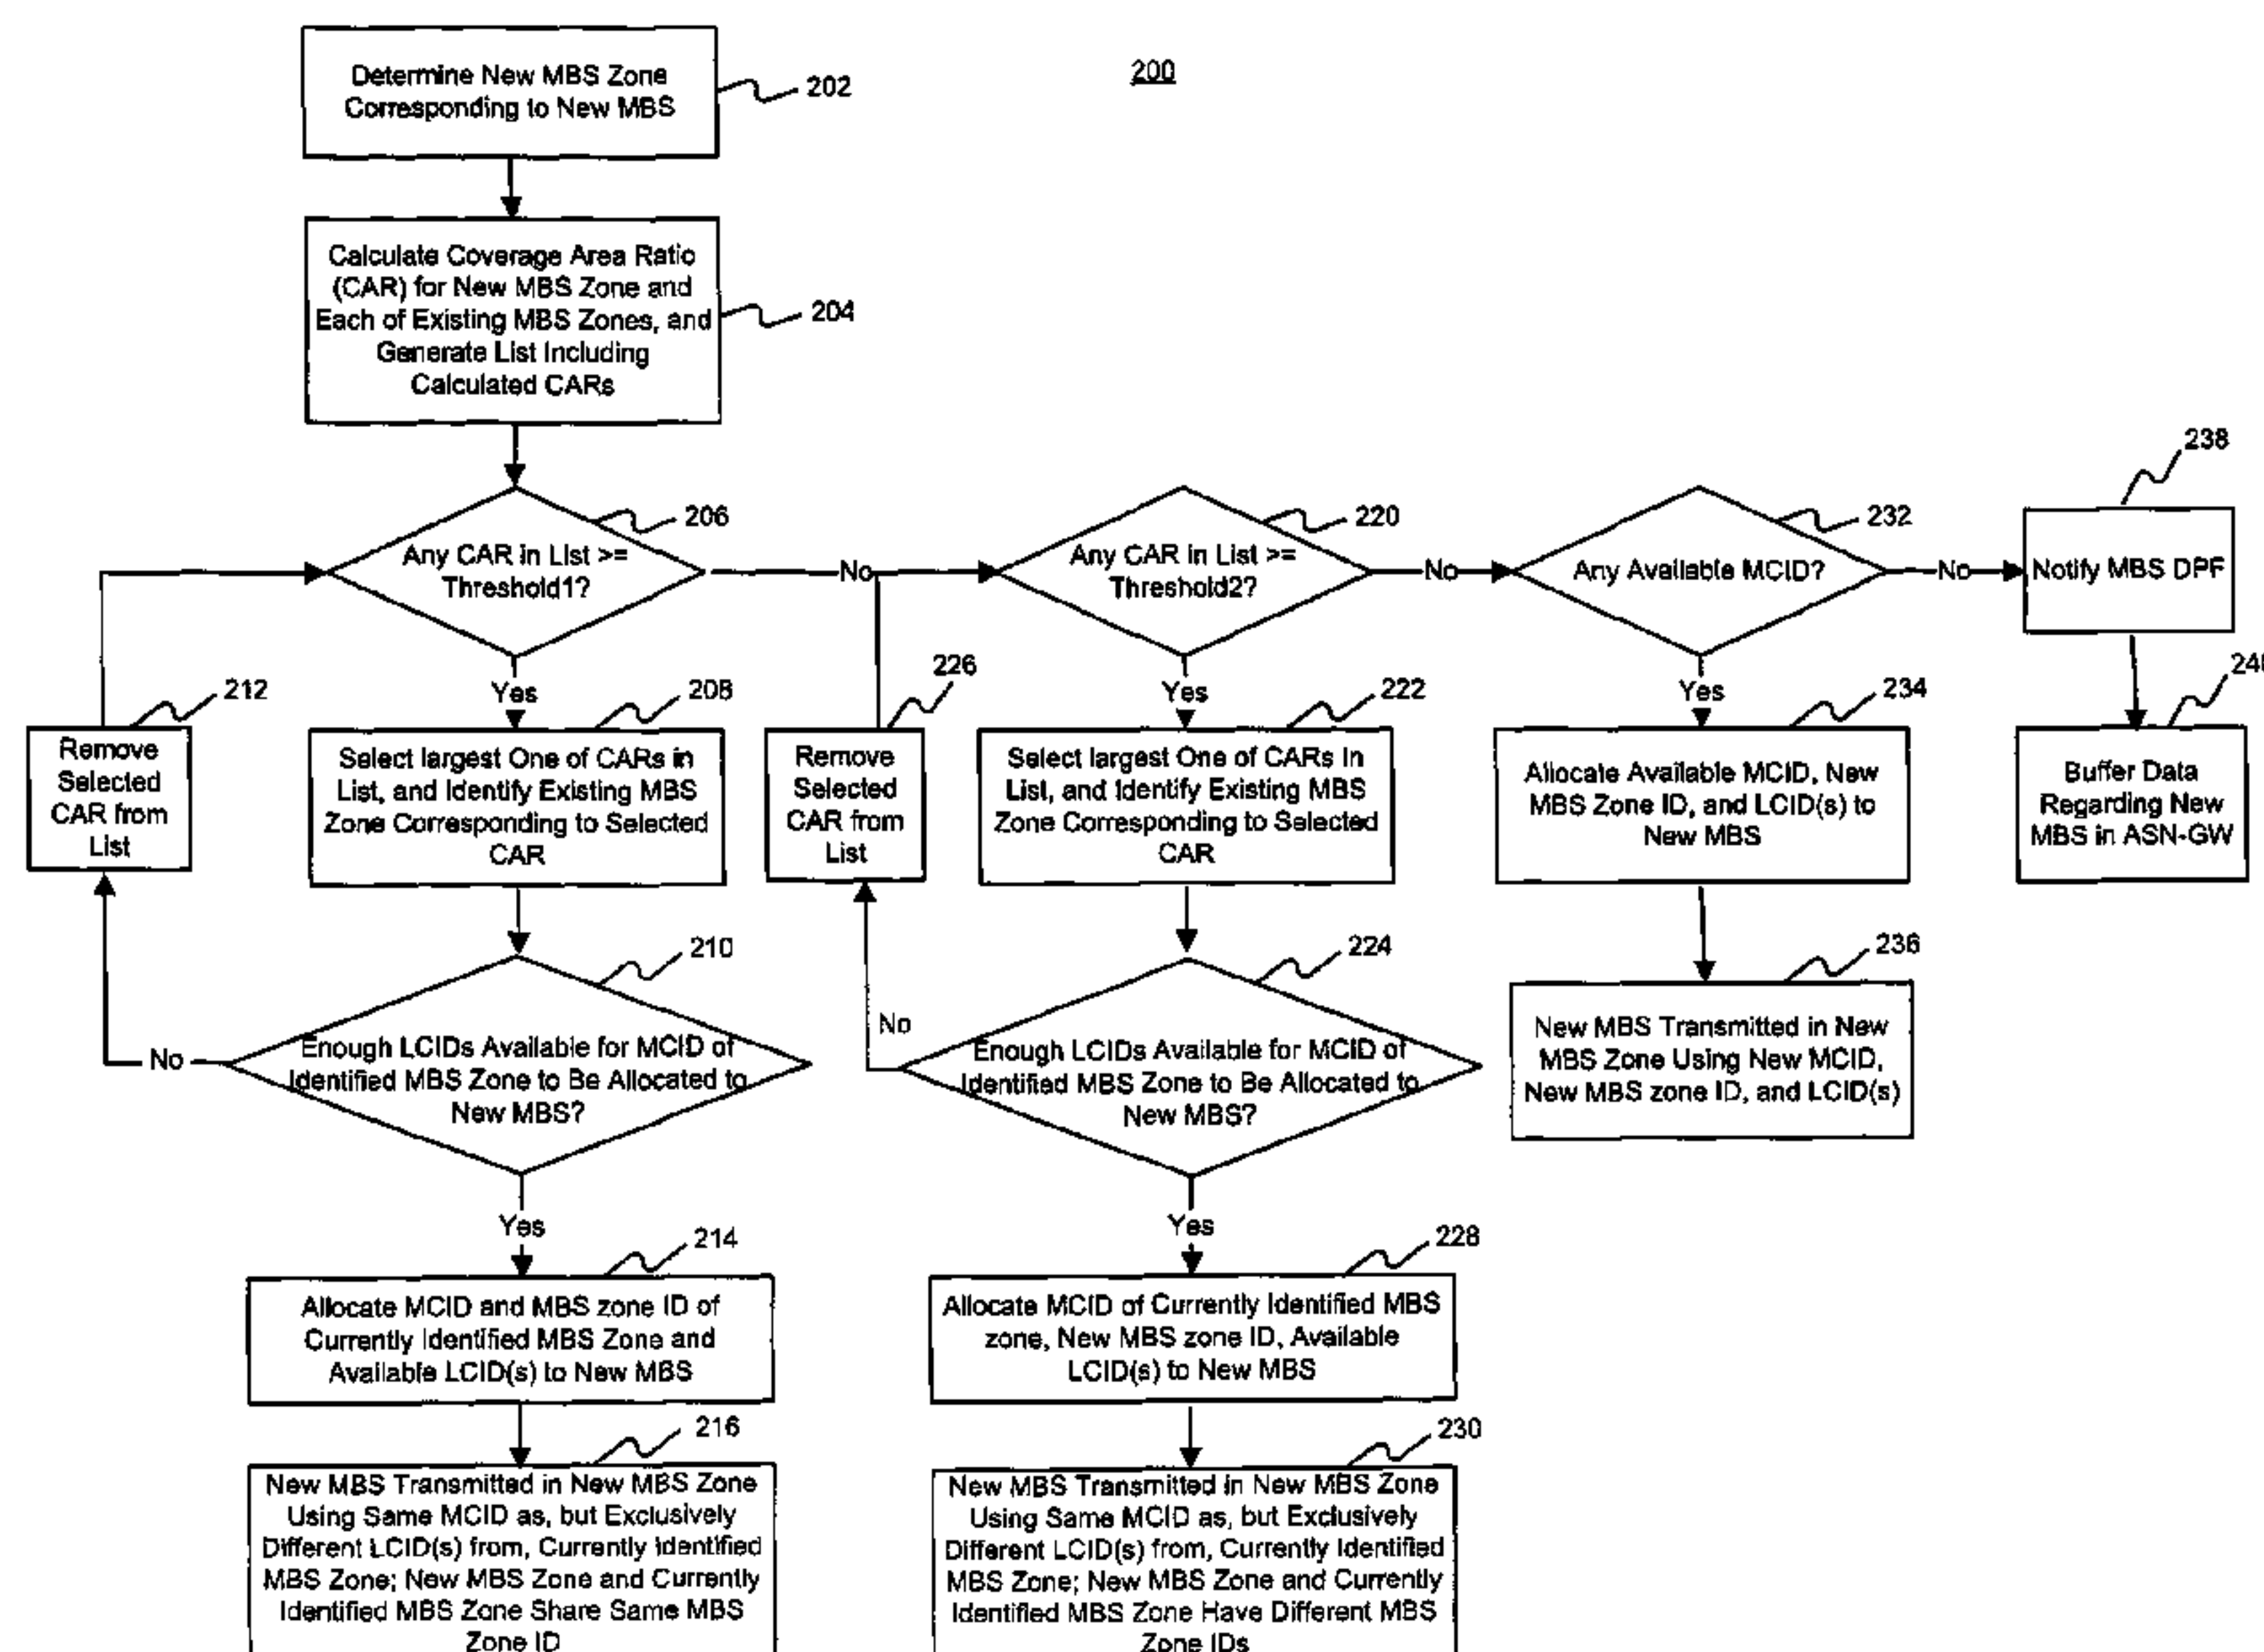 200
Determine New MBS Zone
Corresponding to New MBS
202
Calculate Coverage Area Ratio
(CAR) for New MBS Zone and
Each of Existing MBS Zones, and
Generate List Including
Calculated CARs
204
Any CAR in List >=
Threshold1?
206
No
Yes
Any CAR in List >=
Threshold2?
220
No
Yes
Any Available MCID?
232
No
Yes
Notify MBS DPF
238
Remove
Selected
CAR from
List
212
Select largest One of CARs in
List, and Identify Existing MBS
Zone Corresponding to Selected
CAR
208
Remove
Selected
CAR from
List
226
Select largest One of CARs in
List, and Identify Existing MBS
Zone Corresponding to Selected
CAR
222
Allocate Available MCID, New
MBS Zone ID, and LCID(s) to
New MBS
234
Buffer Data
Regarding New
MBS in ASN-GW
Enough LCIDs Available for MCID of
Identified MBS Zone to Be Allocated to
New MBS?
210
No
Yes
Enough LCIDs Available for MCID of
Identified MBS Zone to Be Allocated to
New MBS?
224
No
Yes
New MBS Transmitted in New
MBS Zone Using New MCID,
New MBS zone ID, and LCID(s)
236
Allocate MCID and MBS zone ID of
Currently Identified MBS Zone and
Available LCID(s) to New MBS
214
Allocate MCID of Currently Identified MBS
zone, New MBS zone ID, Available
LCID(s) to New MBS
228
New MBS Transmitted in New MBS Zone
Using Same MCID as, but Exclusively
Different LCID(s) from, Currently Identified
MBS Zone; New MBS Zone and Currently
Identified MBS Zone Share Same MBS
Zone ID
216
New MBS Transmitted in New MBS Zone
Using Same MCID as, but Exclusively
Different LCID(s) from, Currently Identified
MBS Zone; New MBS Zone and Currently
Identified MBS Zone Have Different MBS
Zone IDs
230